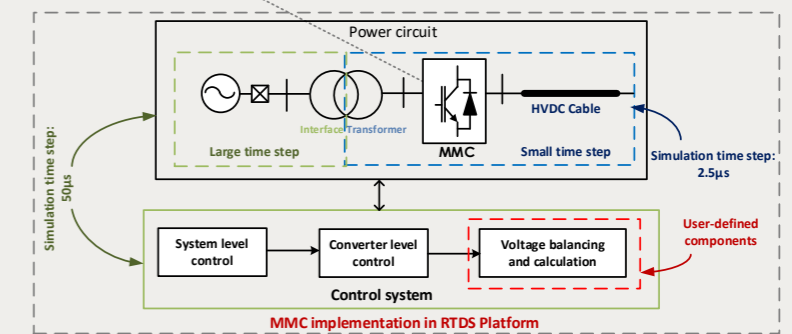 Power circuit
Interface Transformer
HVDC Cable
Large time step
MMC
Small time step
Simulation time step:
50µs
Simulation time step:
2.5µs
System level
control
Converter level
control
Voltage balancing
and calculation
User-defined
components
Control system
MMC implementation in RTDS Platform